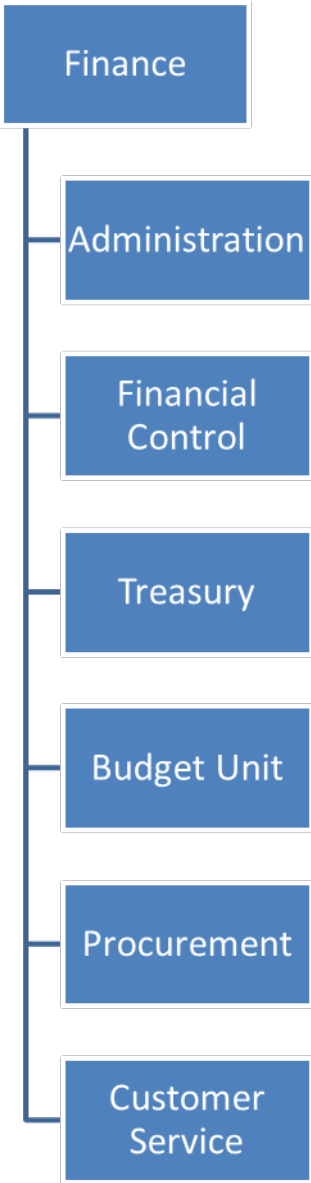 Finance
Administration
Financial
Control
Treasury
Budget Unit
Procurement
Customer
Service